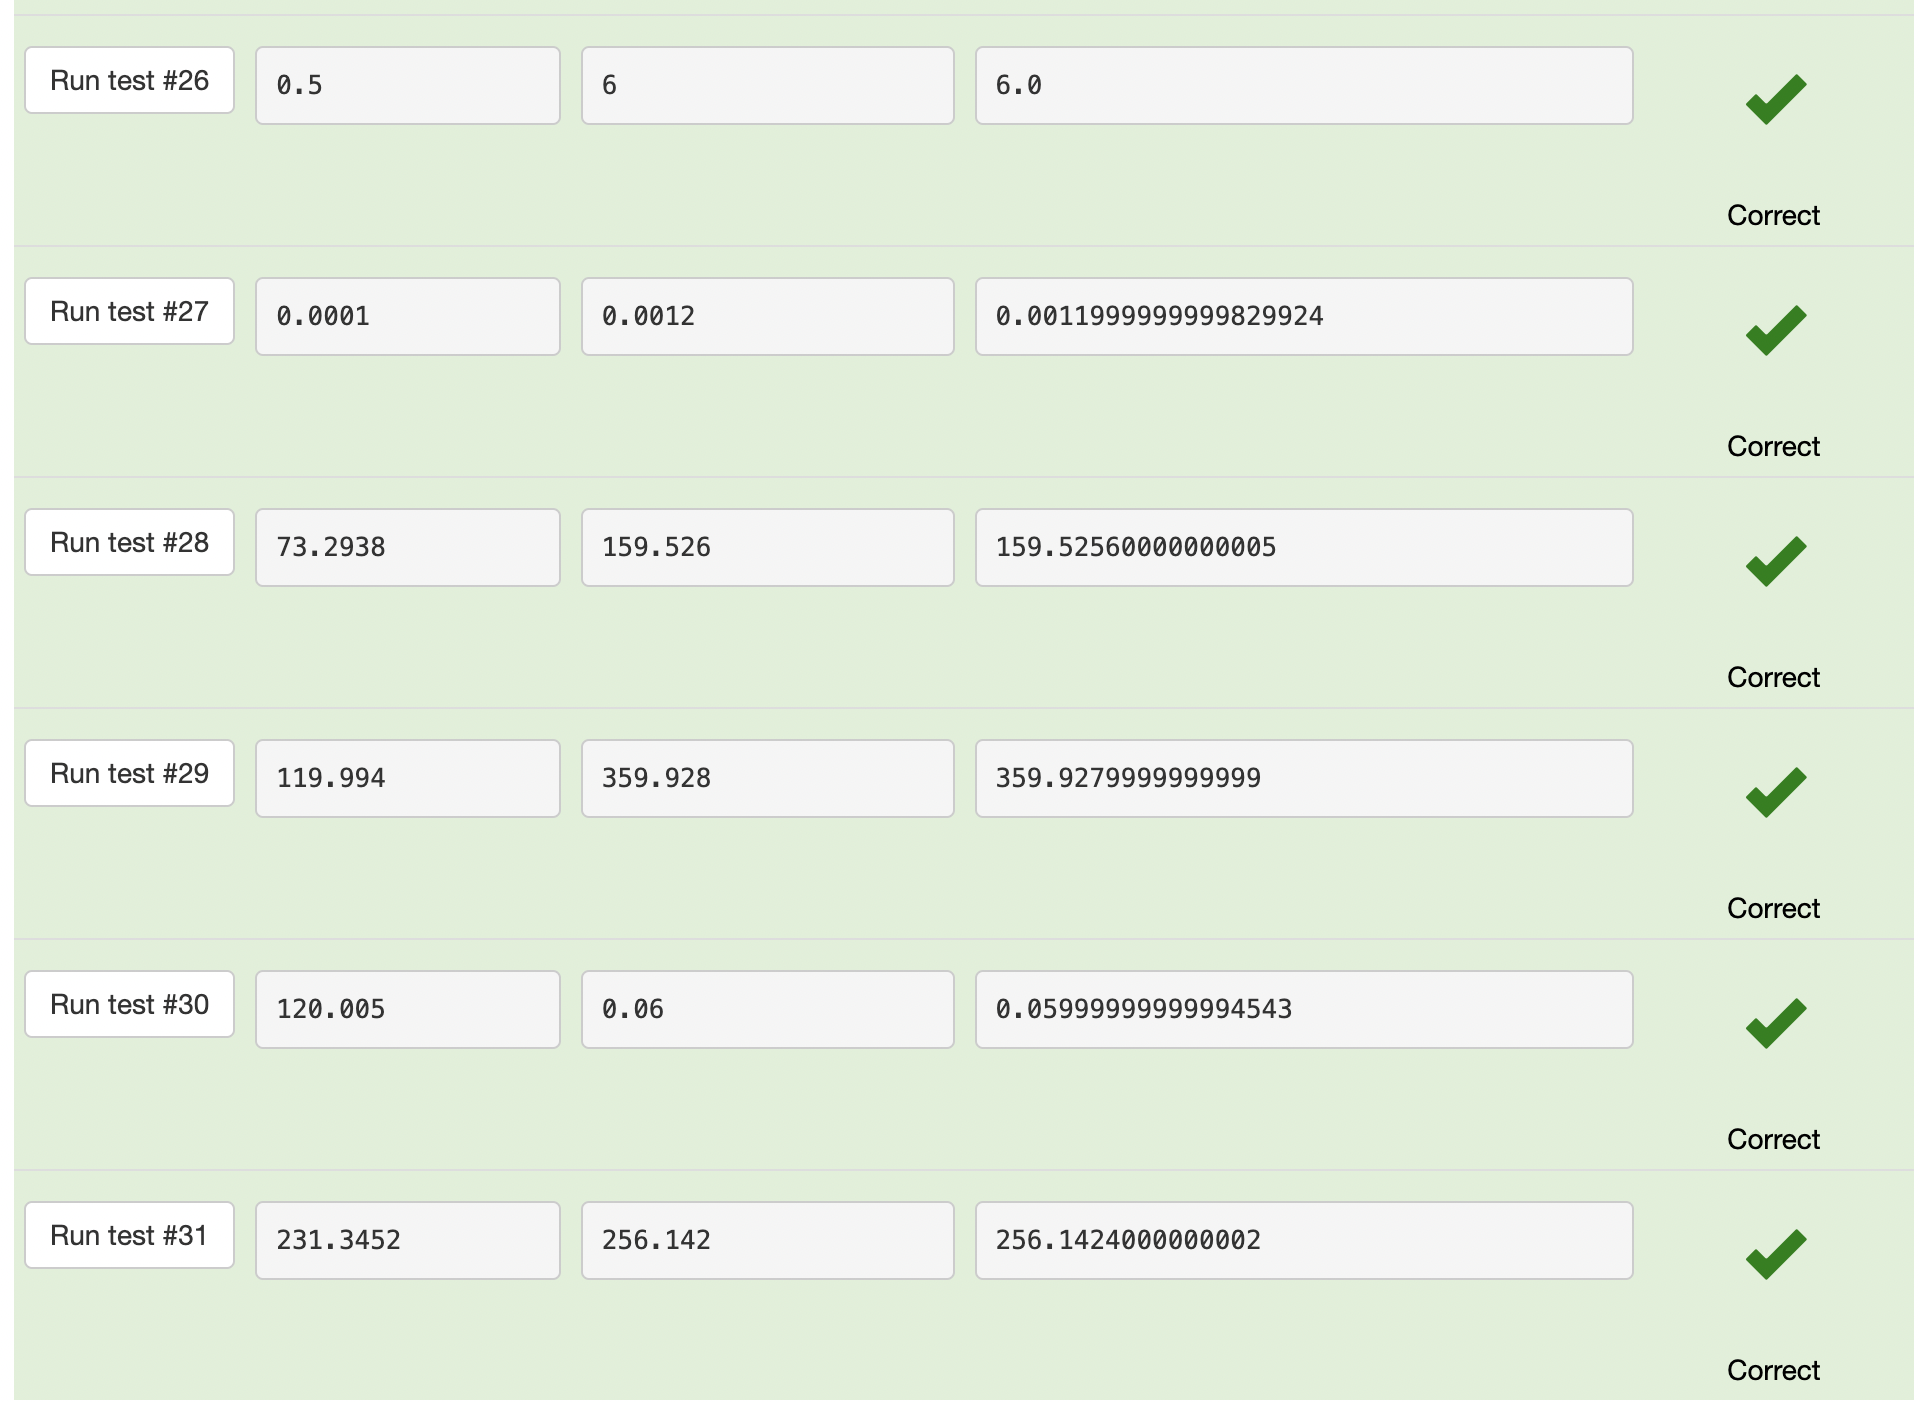 Run test #26 0.5 6 6.0
Correct
Run test #27 0.0001 0.0012 0.0011999999999829924
Correct
Run test #28 73.2938 159.526 159.52560000000005
Correct
Run test #29 119.994 359.928 359.9279999999999
Correct
Run test #30 120.005 0.06 0.05999999999994543
Correct
Run test #31 231.3452 256.142 256.1424000000002
Correct